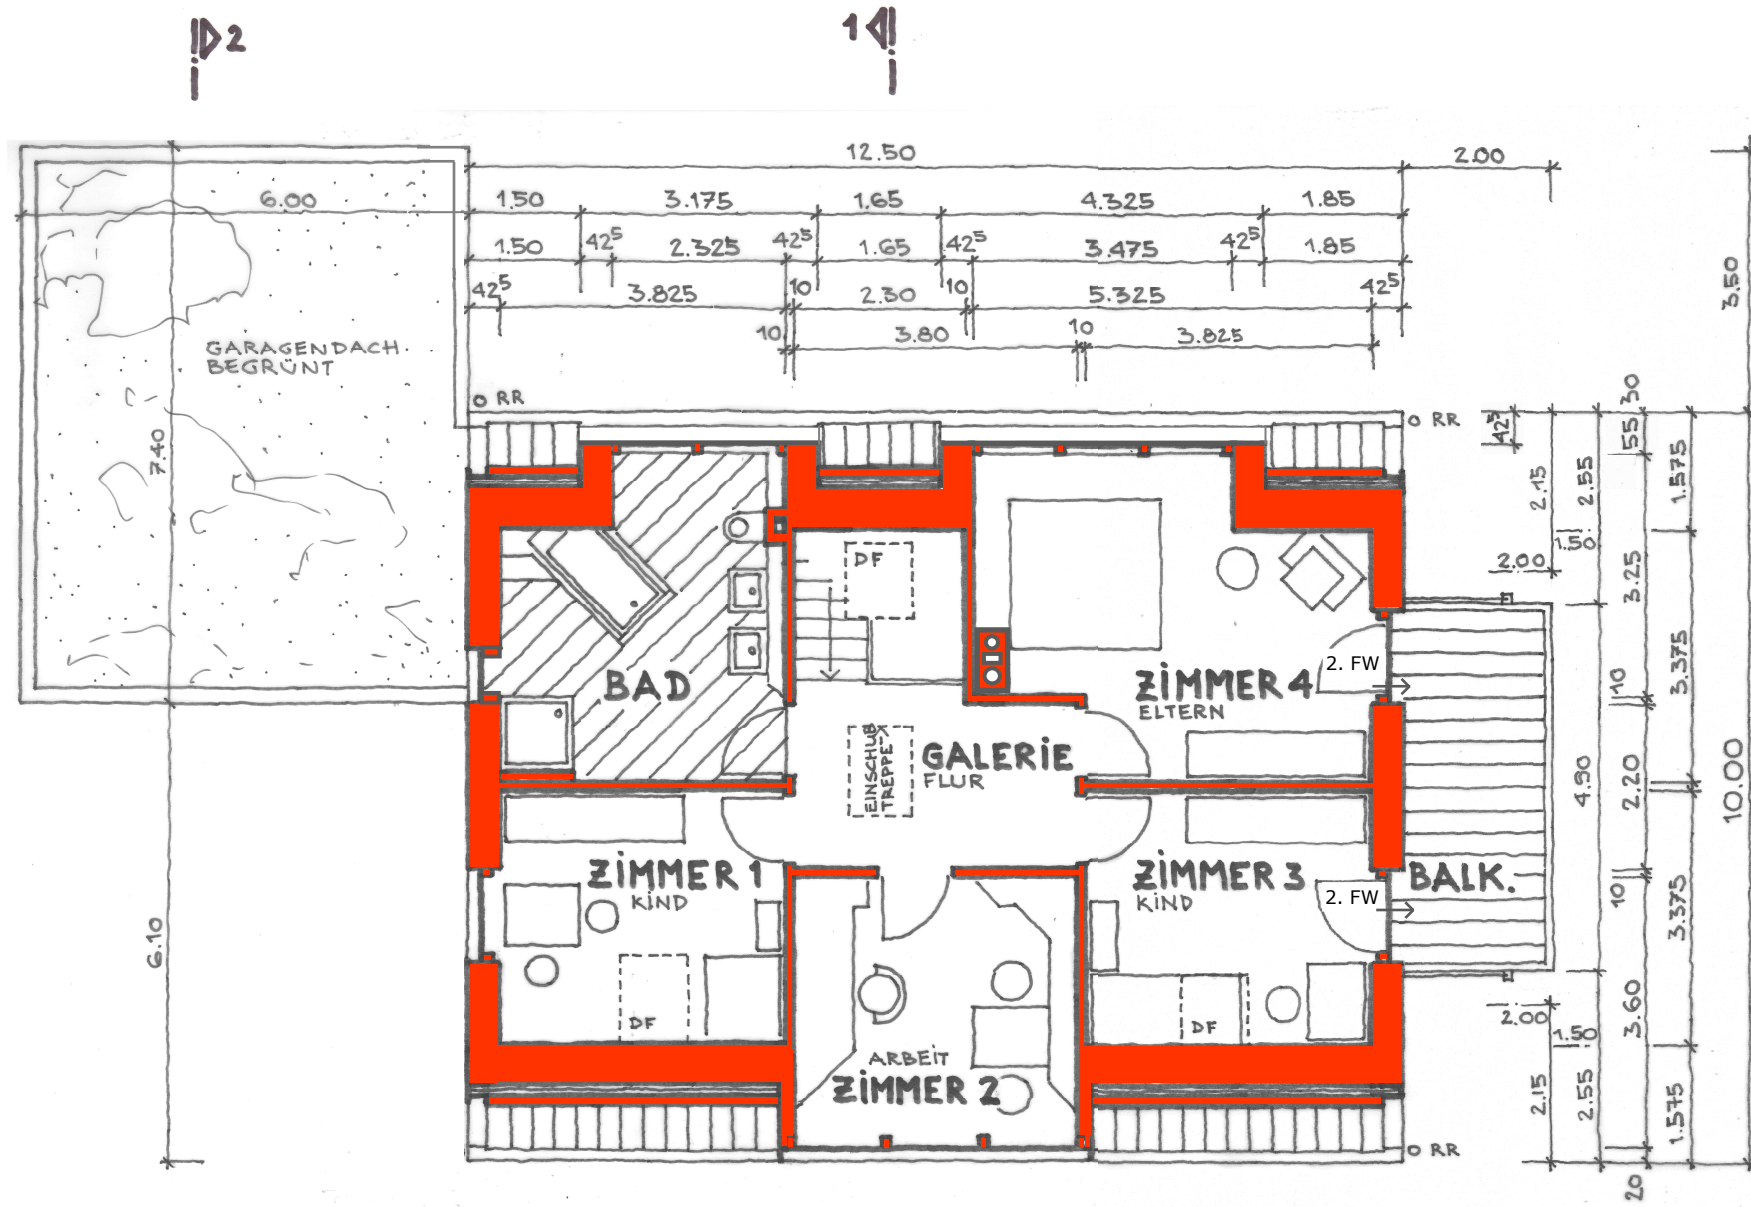 2
1
12.50
2.00
6.00
1.50
3.175
1.65
4.325
1.85
1.50
42⁵
2.325
42⁵
1.65
42⁵
3.475
42⁵
1.85
42⁵
3.825
10
2.30
10
5.325
42⁵
10
3.80
10
3.825
3.50
GARAGENDACH
BEGRÜNT
O RR
O RR
30
42⁵
55
7.40
2.15
2.55
1.575
DF
1.50
2.00
3.25
BAD
2. FW
ZIMMER 4
ELTERN
10
3.375
EINSCHUB
TREPPE
GALERIE
FLUR
4.90
2.20
10.00
ZIMMER 1
KIND
ZIMMER 3
KIND
2. FW
BALK.
10
3.375
6.10
DF
DF
2.00
1.50
3.60
ARBEIT
ZIMMER 2
2.15
2.55
1.575
O RR
20